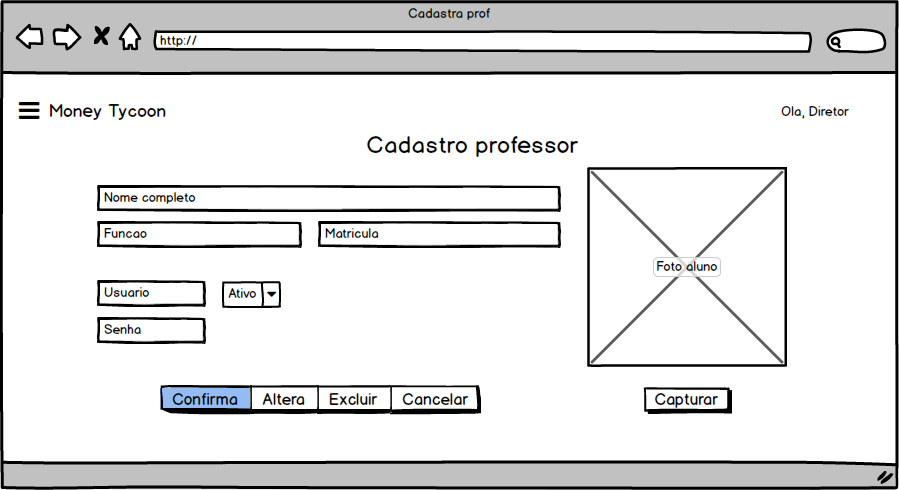 Cadastra prof
http://
Money Tycoon
Ola, Diretor
Cadastro professor
Nome completo
Funcao
Matricula
Foto aluno
Usuario
Ativo
Senha
Confirma
Altera
Excluir
Cancelar
Capturar